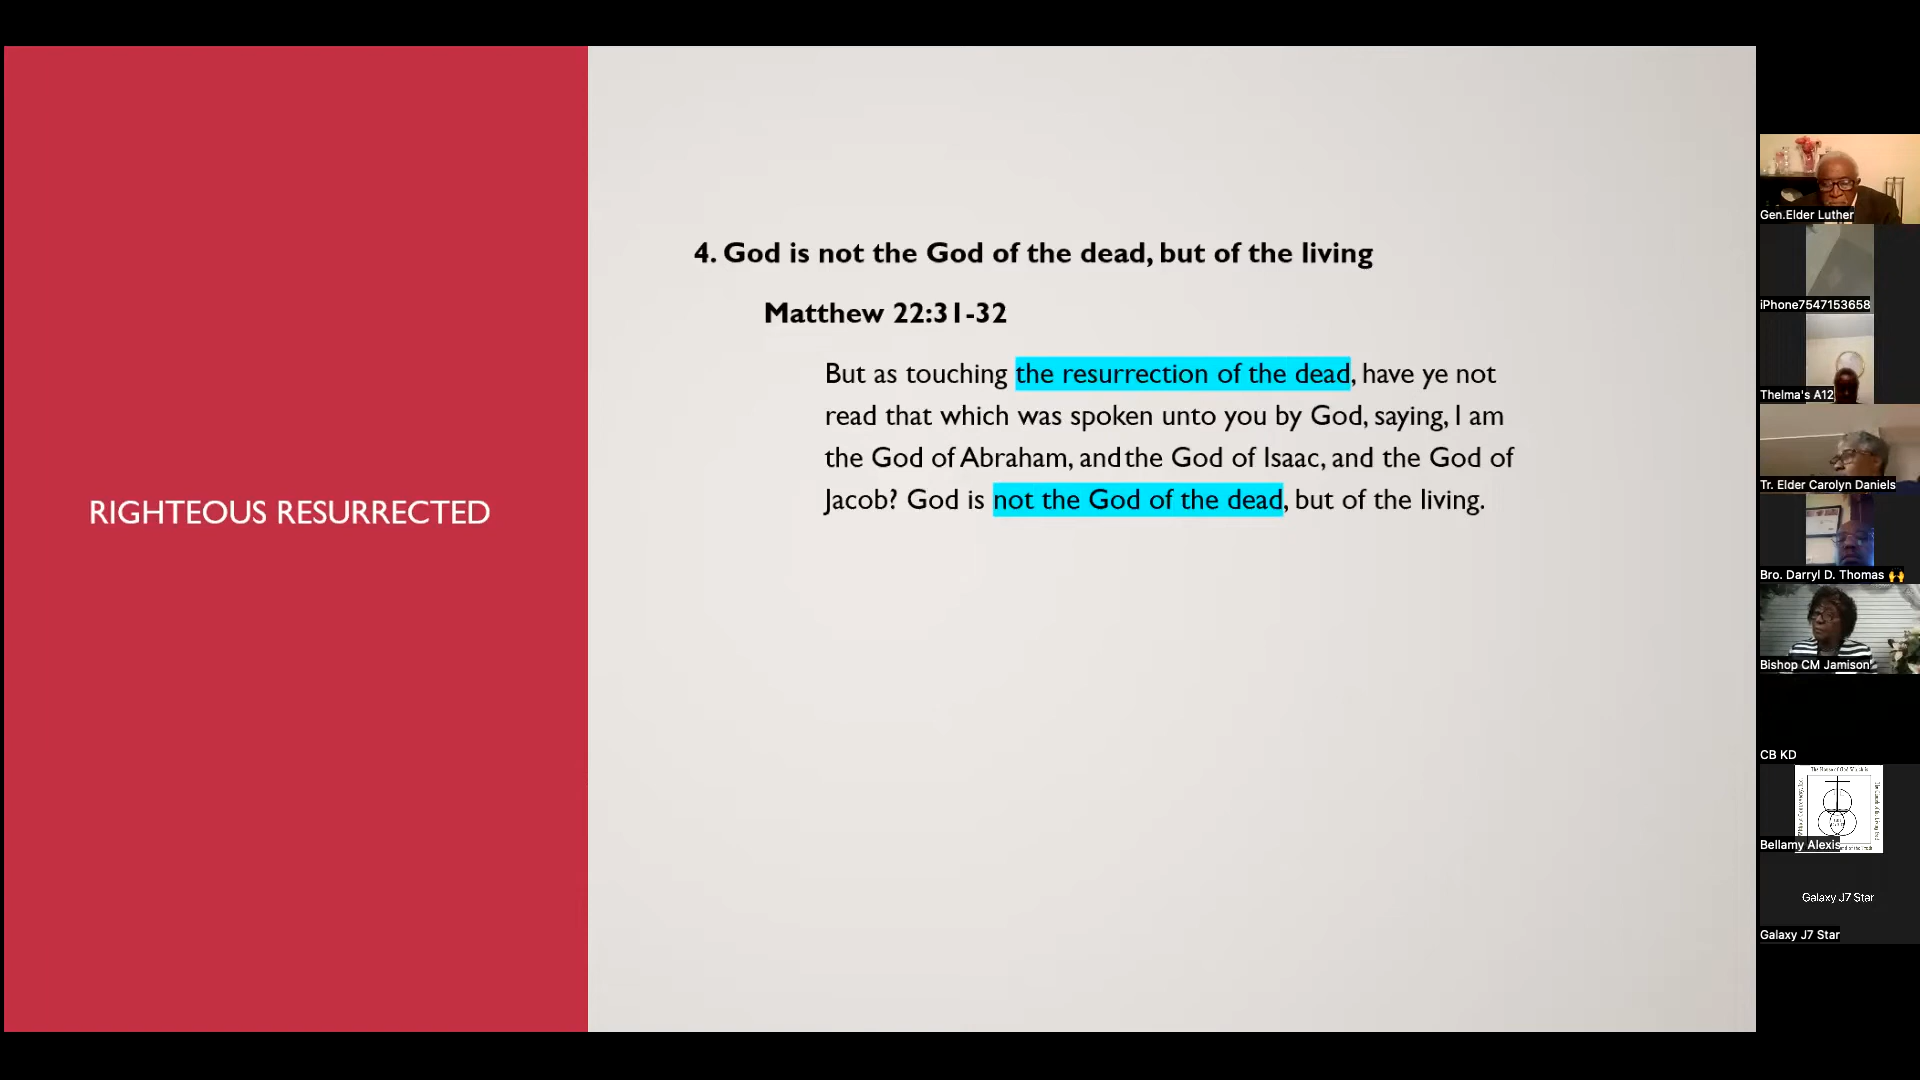 RIGHTEOUS RESURRECTED
4. God is not the God of the dead, but of the living
Matthew 22:31-32
But as touching the resurrection of the dead, have ye not
read that which was spoken unto you by God, saying, I am
the God of Abraham, and the God of Isaac, and the God of
Jacob? God is not the God of the dead, but of the living.
Gen.Elder Luther
iPhone7547153658
Thelma's A12
Tr. Elder Carolyn Daniels
Bro. Darryl D. Thomas 🙌
Bishop CM Jamison
CB KD
Bellamy Alexis
Galaxy J7 Star
Galaxy J7 Star